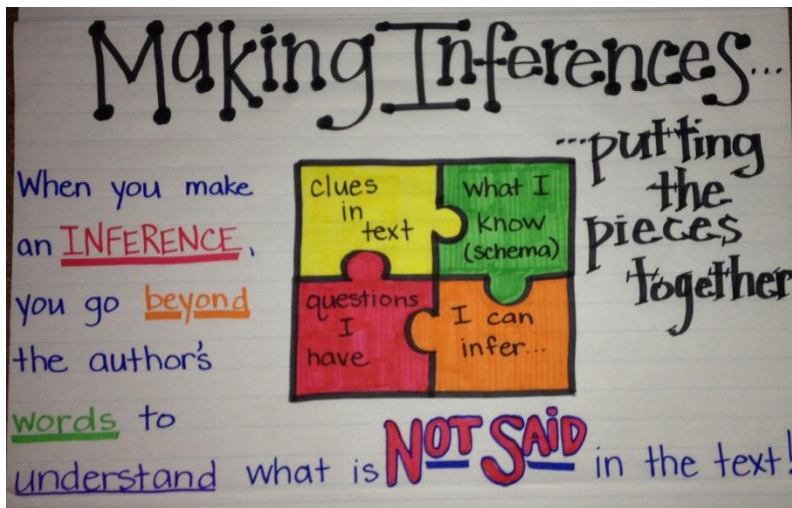 Making Inferences...
...putting
the
pieces
together
When you make
an INFERENCE,
you go beyond
the author's
words to
understand what is NOT SAID in the text!
clues
in
text
what I
know
(schema)
questions
I
have
I can
infer...